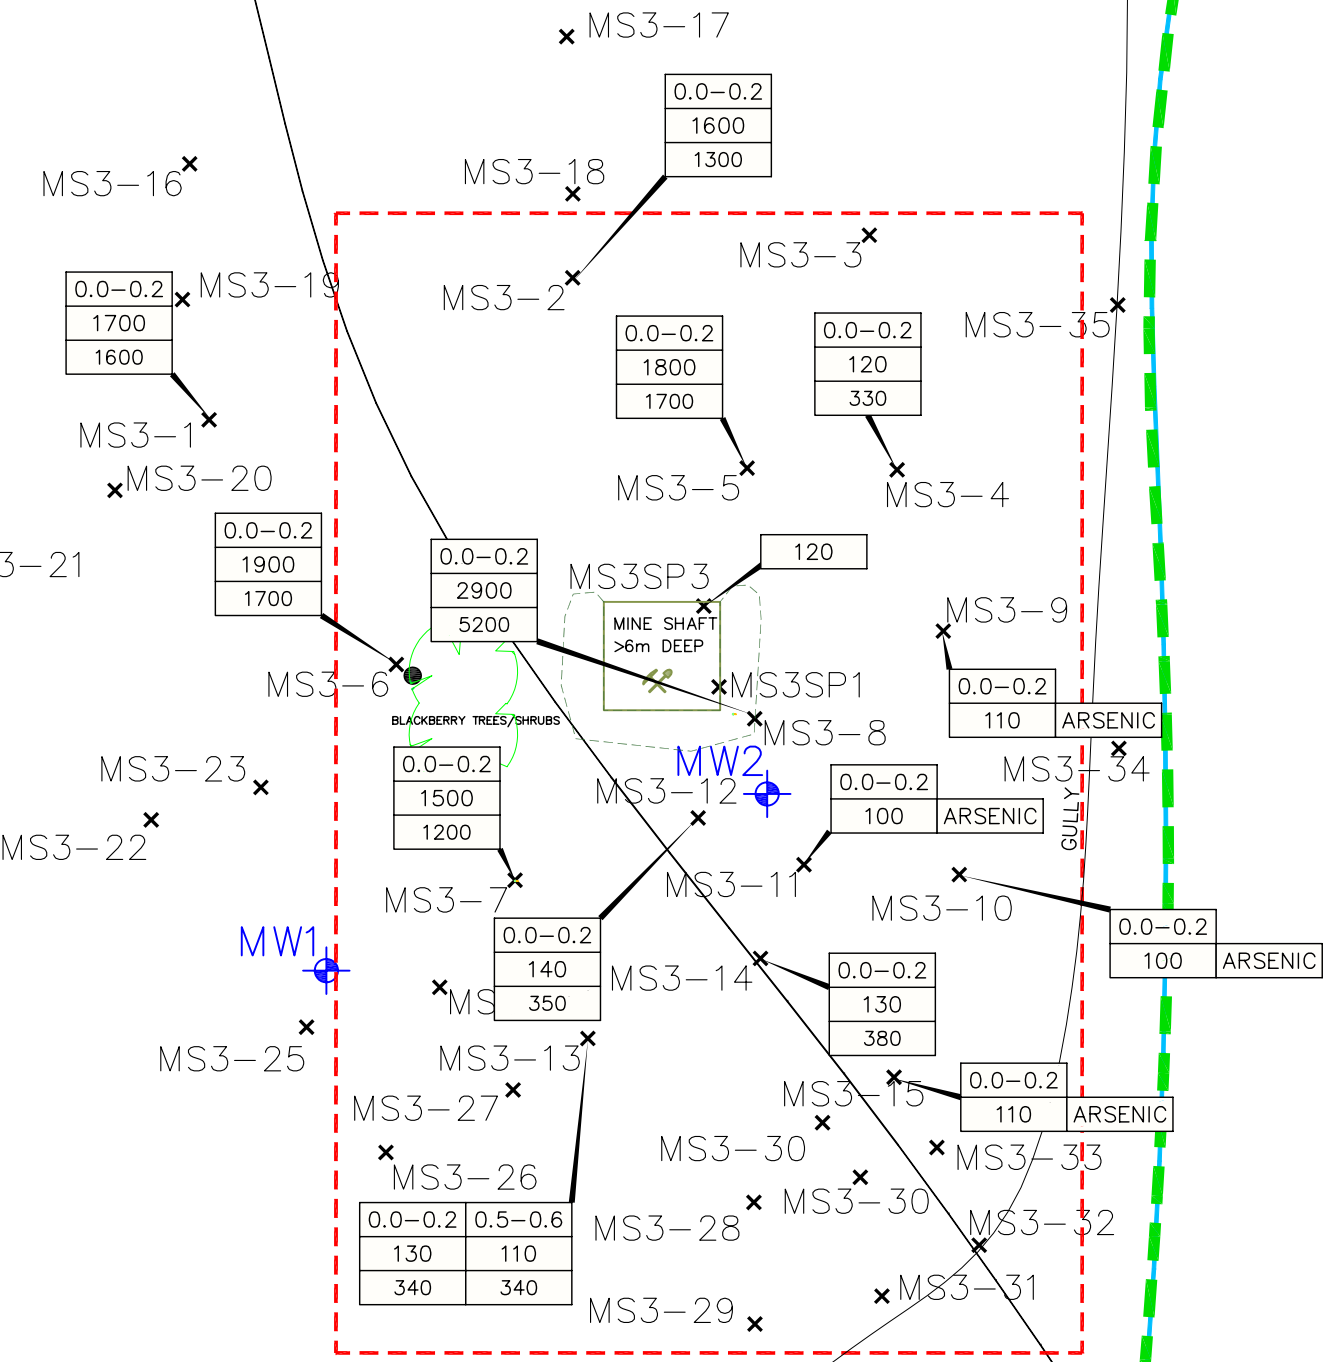 MS3-17
0.0-0.2
1600
1300
MS3-18
MS3-16
MS3-3
MS3-19
MS3-2
0.0-0.2
1700
1600
MS3-35
0.0-0.2
1800
1700
0.0-0.2
120
330
MS3-1
MS3-20
MS3-5
MS3-4
0.0-0.2
1900
1700
0.0-0.2
2900
5200
120
3-21
MS3SP3
MS3-9
MINE SHAFT
>6m DEEP
MS3-6
MS3SP1
0.0-0.2
110 ARSENIC
BLACKBERRY TREES/SHRUBS
MS3-8
MS3-23
MW2
MS3-34
0.0-0.2
1500
1200
MS3-12
0.0-0.2
100 ARSENIC
GULLY
MS3-22
MS3-7
MS3-11
MS3-10
0.0-0.2
140
350
0.0-0.2
100 ARSENIC
MW1
MS3-14
0.0-0.2
130
380
MS
MS3-25
MS3-13
MS3-27
MS3-15
0.0-0.2
110 ARSENIC
MS3-30
MS3-33
MS3-26
MS3-30
0.0-0.2 0.5-0.6
130 110
340 340
MS3-28
MS3-32
MS3-31
MS3-29